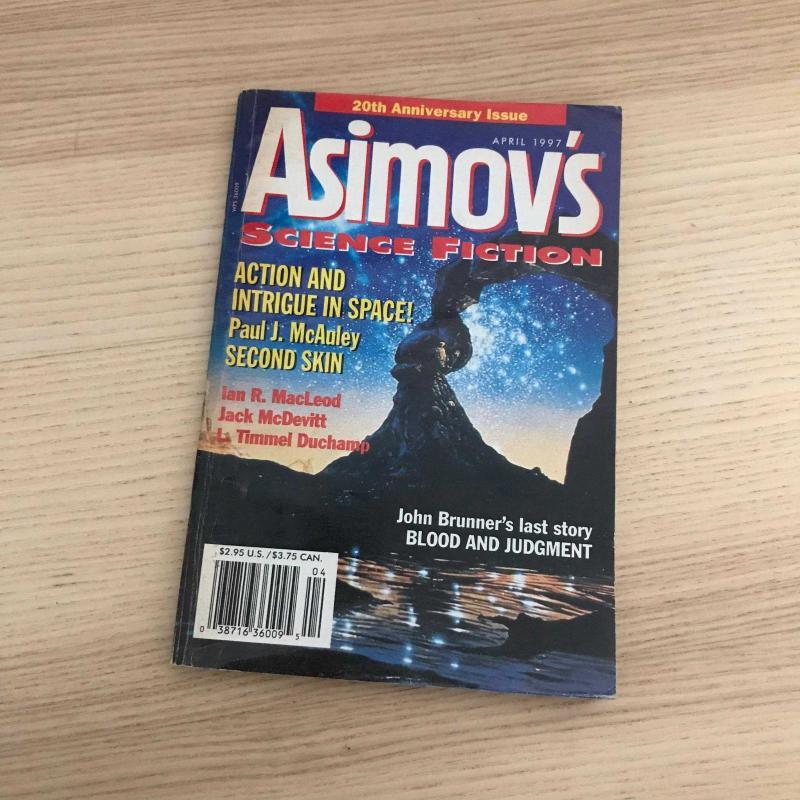 20th Anniversary Issue
APRIL 1997
Asimov's
SCIENCE FICTION
ACTION AND
INTRIGUE IN SPACE!
Paul J. McAuley
SECOND SKIN
Ian R. MacLeod
Jack McDevitt
L. Timmel Duchamp
John Brunner's last story
BLOOD AND JUDGMENT
$2.95 U.S./$3.75 CAN.
04
0 38716 36009 5